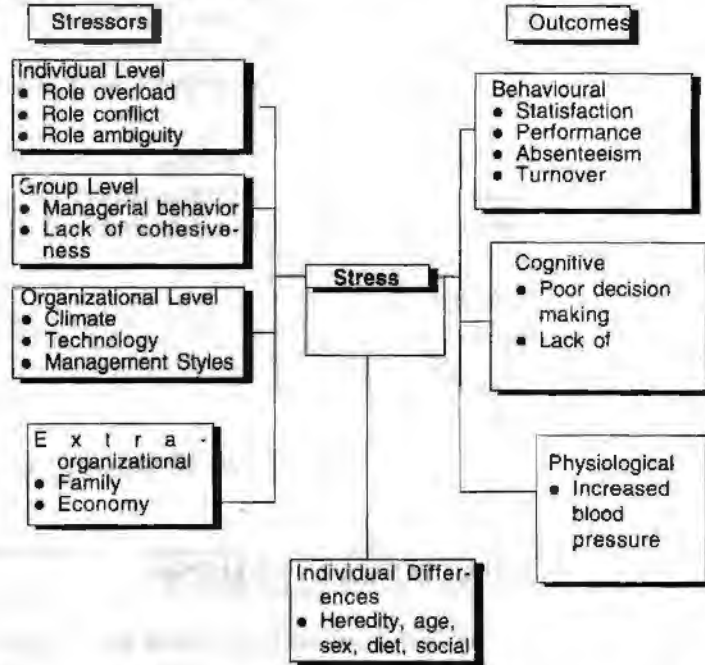 Stressors
Individual Level
● Role overload
● Role conflict
● Role ambiguity
Group Level
● Managerial behavior
● Lack of cohesive-
ness
Organizational Level
● Climate
● Technology
● Management Styles
E x t r a -
organizational
● Family
● Economy
Stress
Individual Differ-
ences
● Heredity, age,
sex, diet, social
Outcomes
Behavioural
● Statisfaction
● Performance
● Absenteeism
● Turnover
Cognitive
● Poor decision
making
● Lack of
Physiological
● Increased
blood
pressure